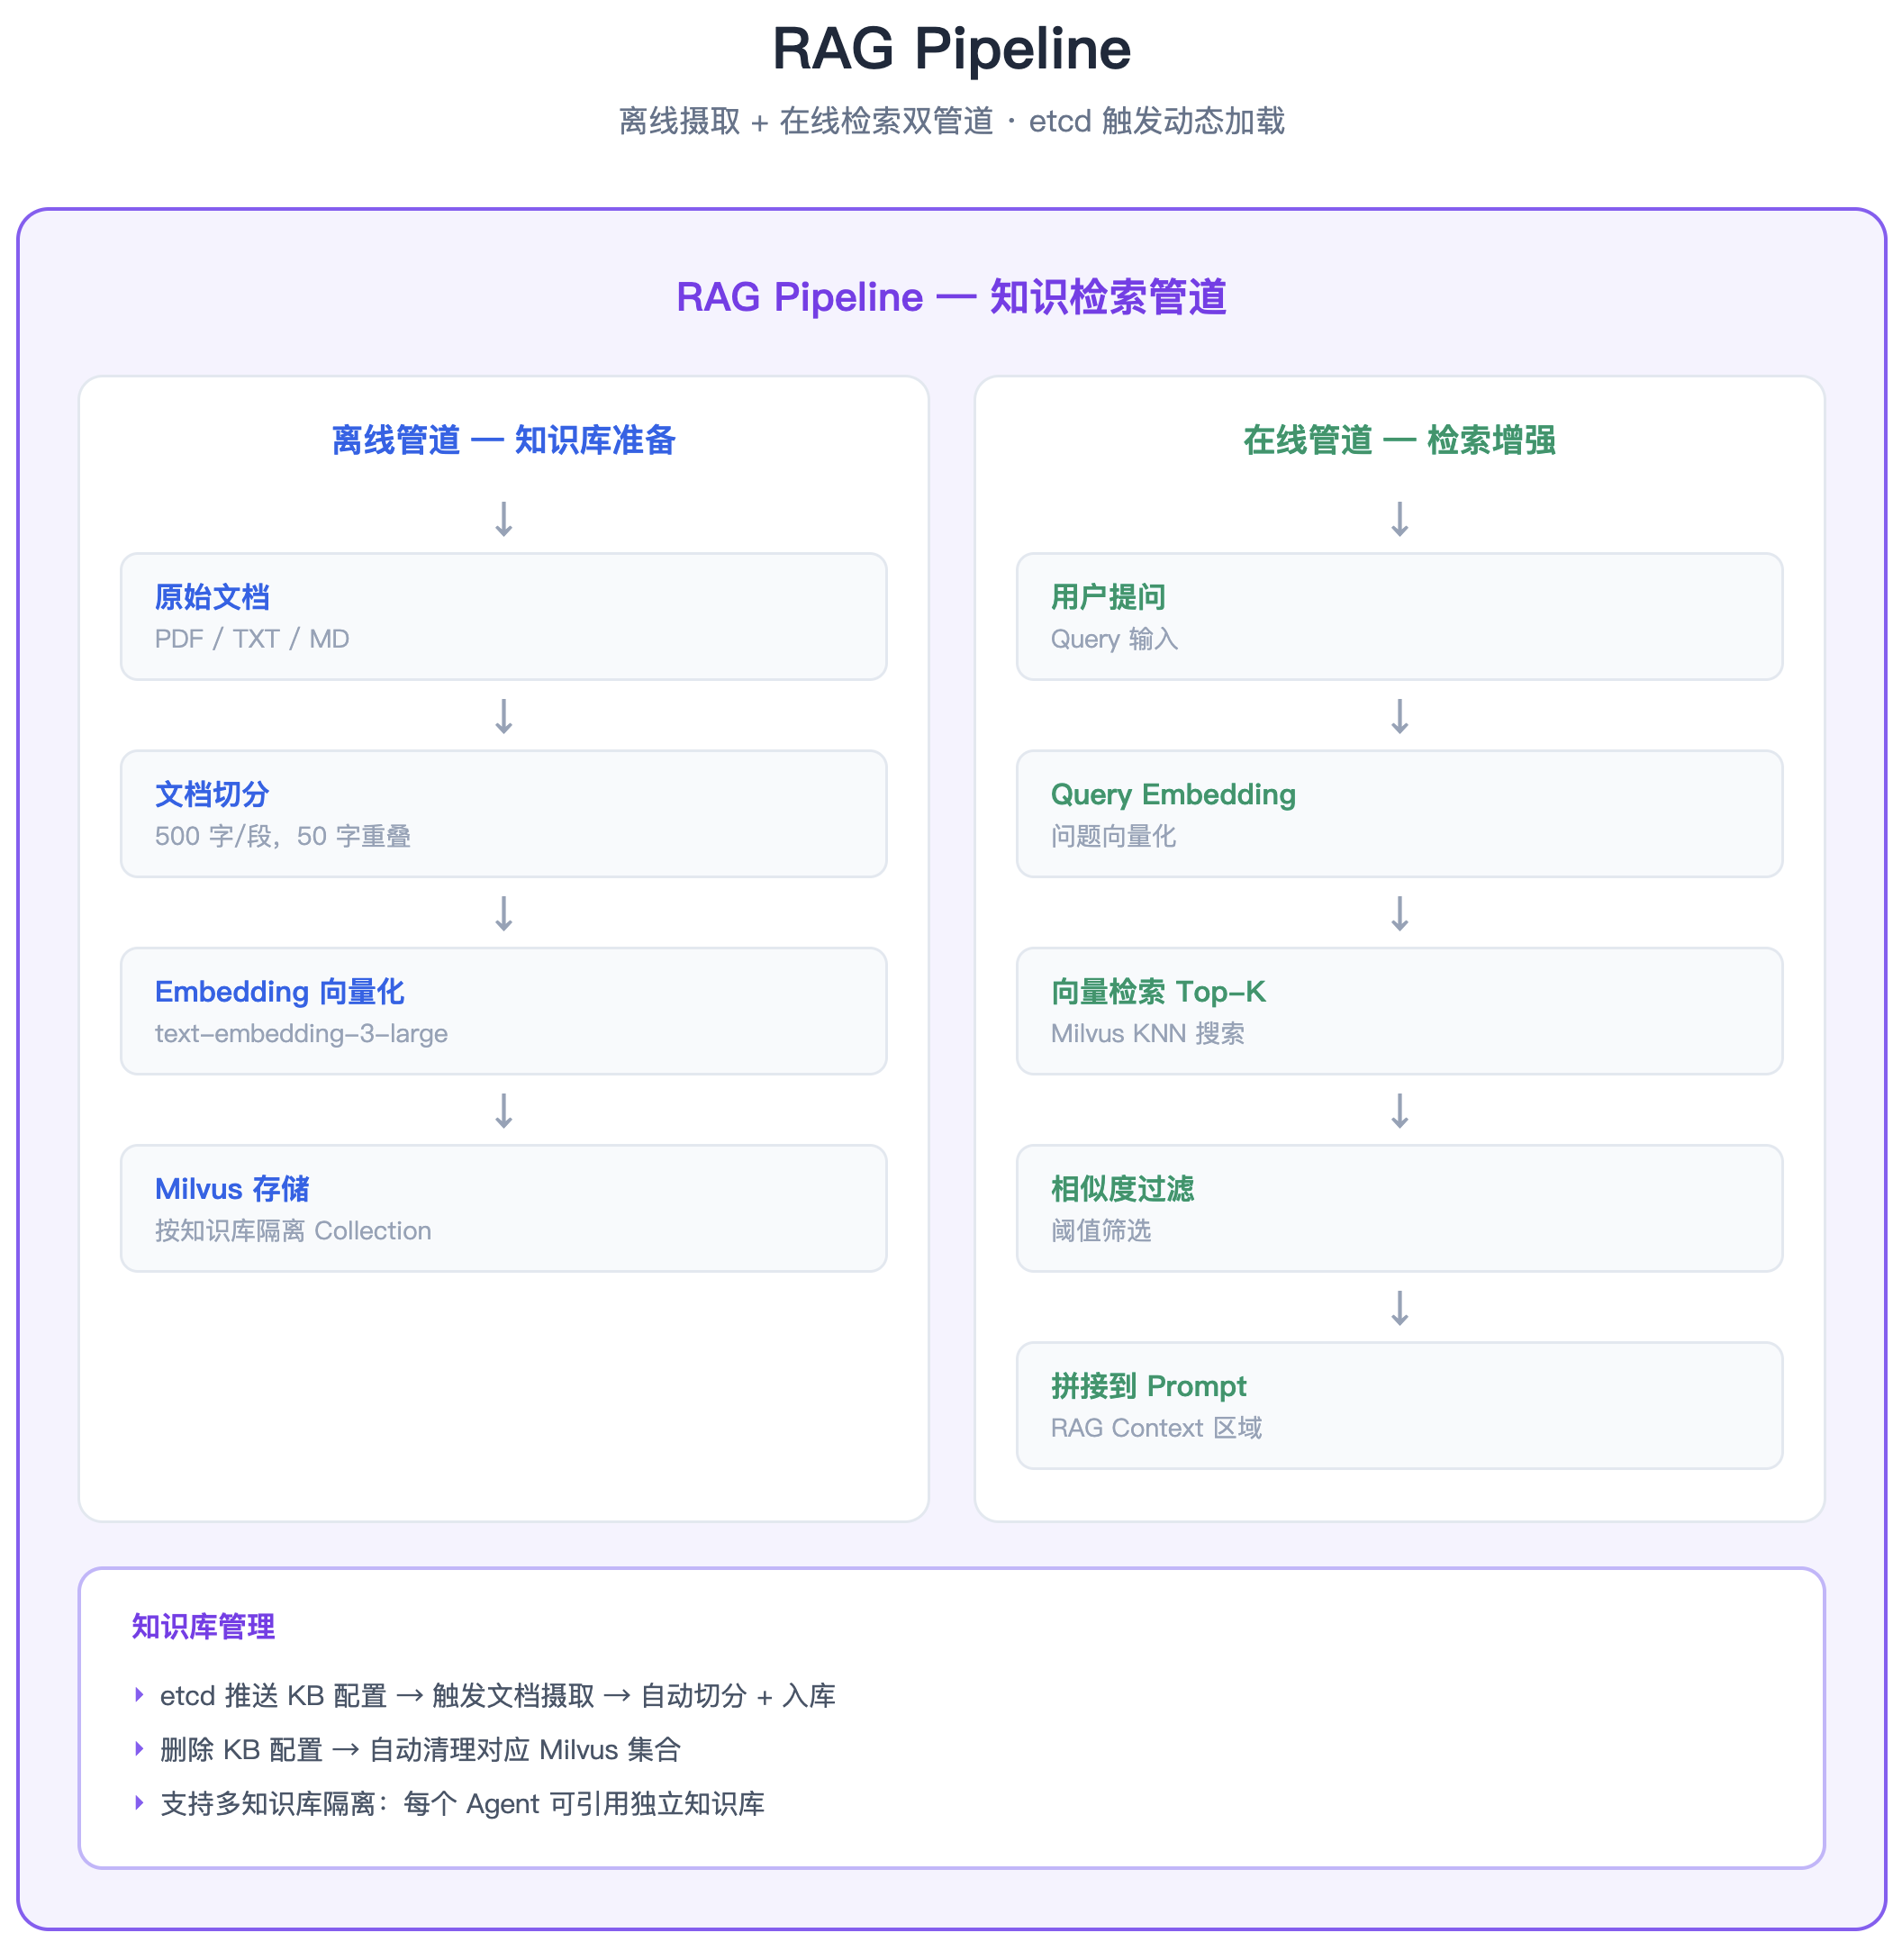 RAG Pipeline
离线摄取 + 在线检索双管道 · etcd 触发动态加载
RAG Pipeline — 知识检索管道
离线管道 — 知识库准备
↓
原始文档
PDF / TXT / MD
↓
文档切分
500 字/段，50 字重叠
↓
Embedding 向量化
text-embedding-3-large
↓
Milvus 存储
按知识库隔离 Collection
在线管道 — 检索增强
↓
用户提问
Query 输入
↓
Query Embedding
问题向量化
↓
向量检索 Top-K
Milvus KNN 搜索
↓
相似度过滤
阈值筛选
↓
拼接到 Prompt
RAG Context 区域
知识库管理
etcd 推送 KB 配置 → 触发文档摄取 → 自动切分 + 入库
删除 KB 配置 → 自动清理对应 Milvus 集合
支持多知识库隔离：每个 Agent 可引用独立知识库